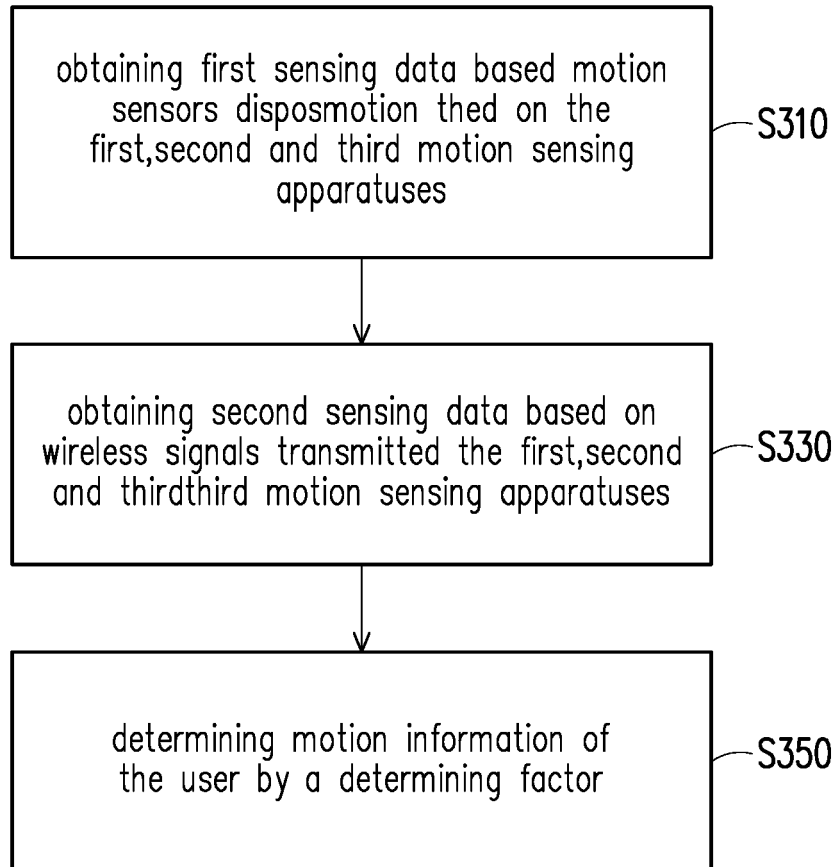 obtaining first sensing data based motion
sensors disposmotion thed on the
first,second and third motion sensing
apparatuses
S310
obtaining second sensing data based on
wireless signals transmitted the first,second
and thirdthird motion sensing apparatuses
S330
determining motion information of
the user by a determining factor
S350